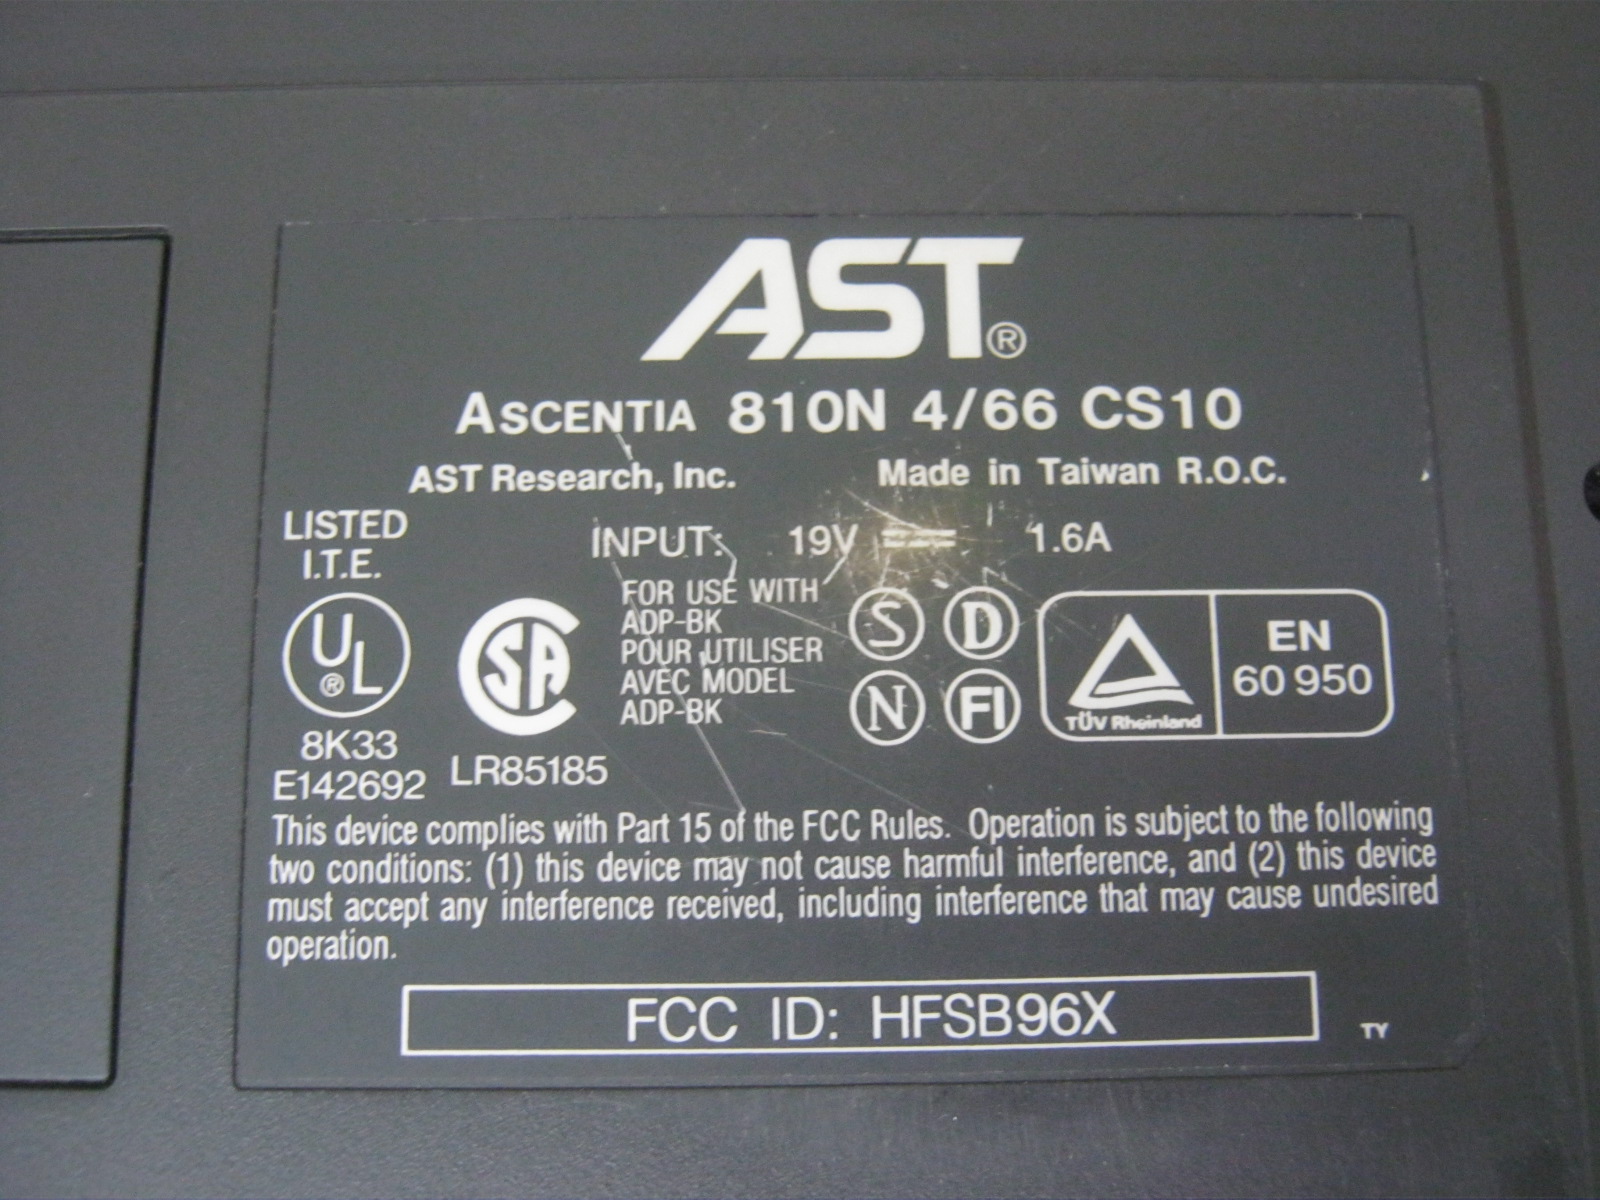 AST®
ASCENTIA 810N 4/66 CS10
AST Research, Inc. Made in Taiwan R.O.C.
LISTED
I.T.E.
INPUT: 19V 1.6A
UL®
8K33
E142692
SA
LR85185
FOR USE WITH
ADP-BK
POUR UTILISER
AVEC MODEL
ADP-BK
S D
N FI
TÜV Rheinland
EN
60 950
This device complies with Part 15 of the FCC Rules. Operation is subject to the following
two conditions: (1) this device may not cause harmful interference, and (2) this device
must accept any interference received, including interference that may cause undesired
operation.
FCC ID: HFSB96X
TY